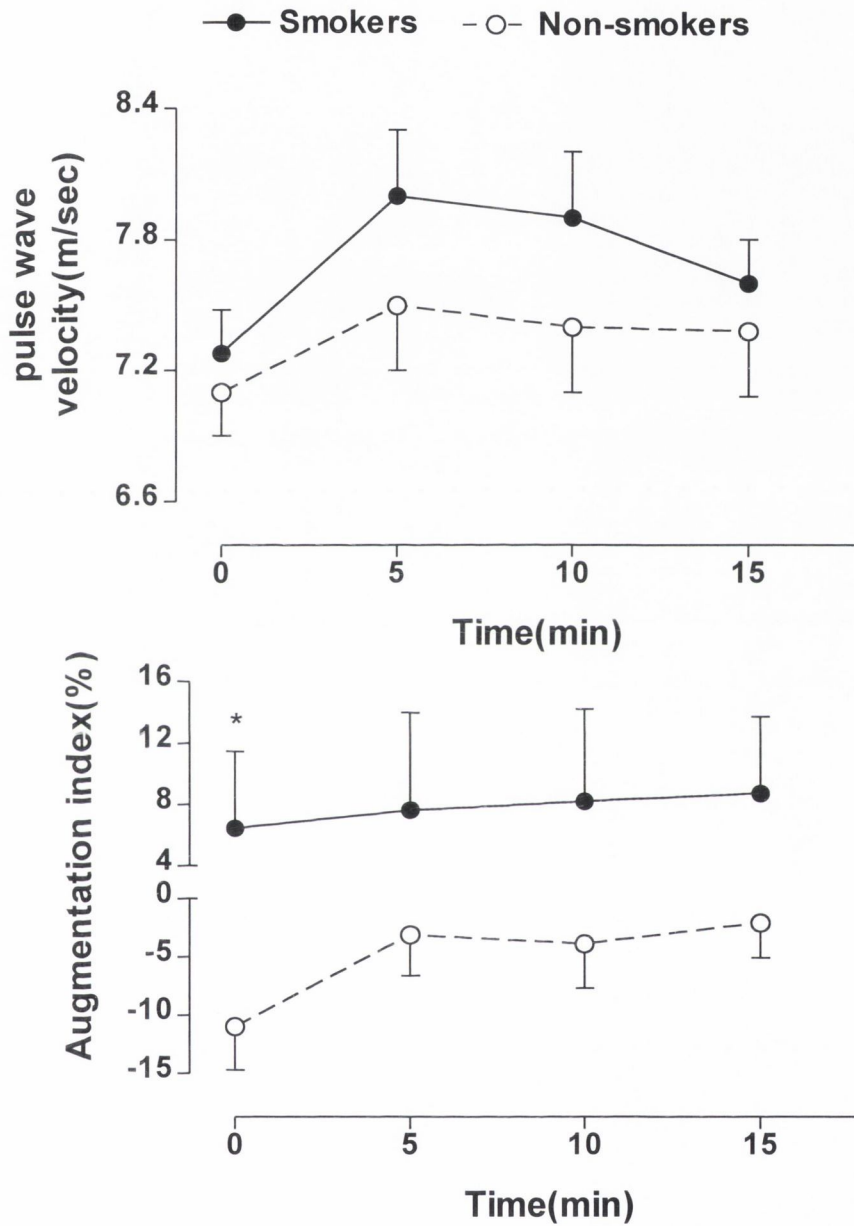 Smokers Non-smokers
8.4
7.8
7.2
6.6
pulse wave
velocity(m/sec)
0 5 10 15
Time(min)
16
12
8
4
0
-5
-10
-15
Augmentation index(%)
*
0 5 10 15
Time(min)